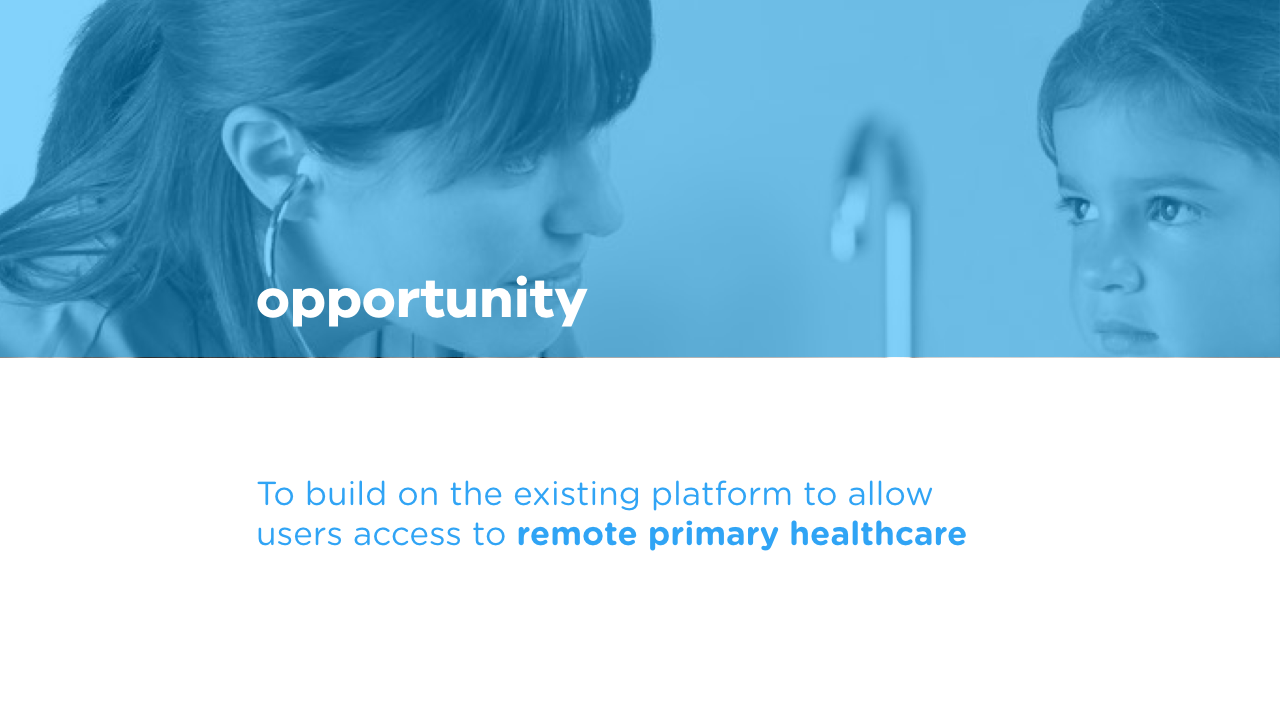 opportunity
To build on the existing platform to allow
users access to remote primary healthcare